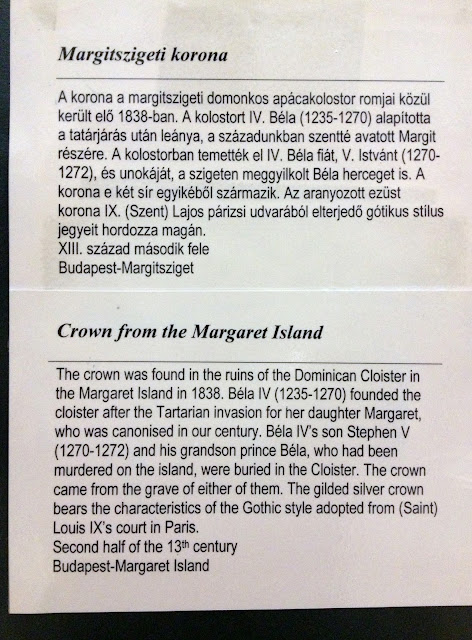 Margitszigeti korona
A korona a margitszigeti domonkos apácakolostor romjai közül
került elő 1838-ban. A kolostort IV. Béla (1235-1270) alapította
a tatárjárás után leánya, a századunkban szentté avatott Margit
részére. A kolostorban temették el IV. Béla fiát, V. Istvánt (1270-
1272), és unokáját, a szigeten meggyilkolt Béla herceget is. A
korona e két sír egyikéből származik. Az aranyozott ezüst
korona IX. (Szent) Lajos párizsi udvarából elterjedő gótikus stílus
jegyeit hordozza magán.
XIII. század második fele
Budapest-Margitsziget
Crown from the Margaret Island
The crown was found in the ruins of the Dominican Cloister in
the Margaret Island in 1838. Béla IV (1235-1270) founded the
cloister after the Tartarian invasion for her daughter Margaret,
who was canonised in our century. Béla IV's son Stephen V
(1270-1272) and his grandson prince Béla, who had been
murdered on the island, were buried in the Cloister. The crown
came from the grave of either of them. The gilded silver crown
bears the characteristics of the Gothic style adopted from (Saint)
Louis IX's court in Paris.
Second half of the 13th century
Budapest-Margaret Island